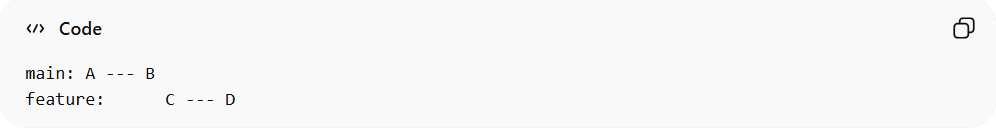 Code
main: A --- B
feature:      C --- D